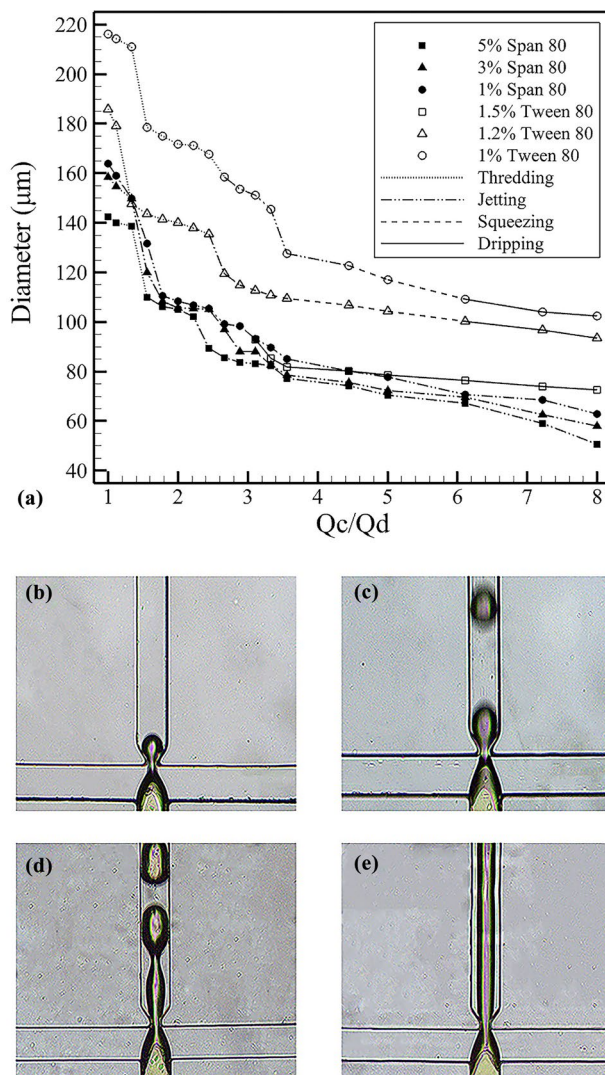 220
200
180
160
140
120
100
80
60
40
Diameter (µm)
5% Span 80
3% Span 80
1% Span 80
1.5% Tween 80
1.2% Tween 80
1% Tween 80
Thredding
Jetting
Squeezing
Dripping
1 2 3 4 5 6 7 8
(a)
Qc/Qd
(b)
(c)
(d)
(e)